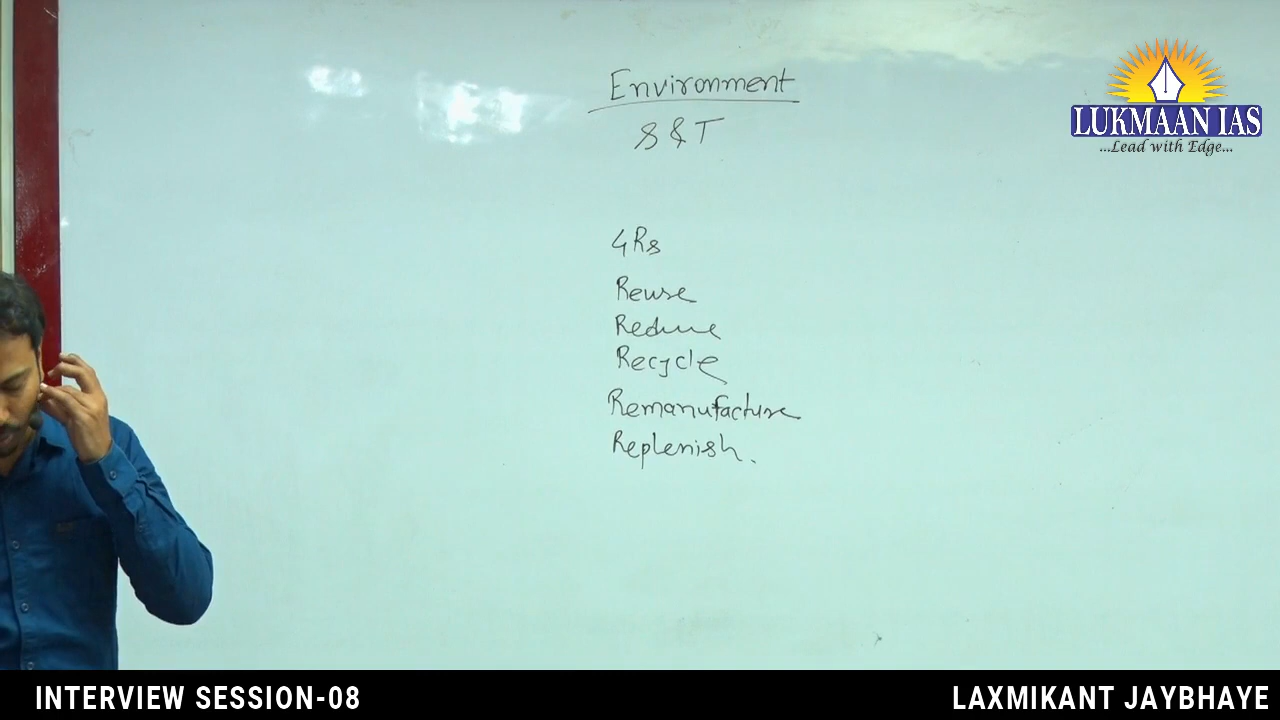 Environment
S & T
4Rs
Reuse
Reduce
Recycle
Remanufacture
Replenish.
LUKMAAN IAS
...Lead with Edge...
INTERVIEW SESSION-08
LAXMIKANT JAYBHAYE